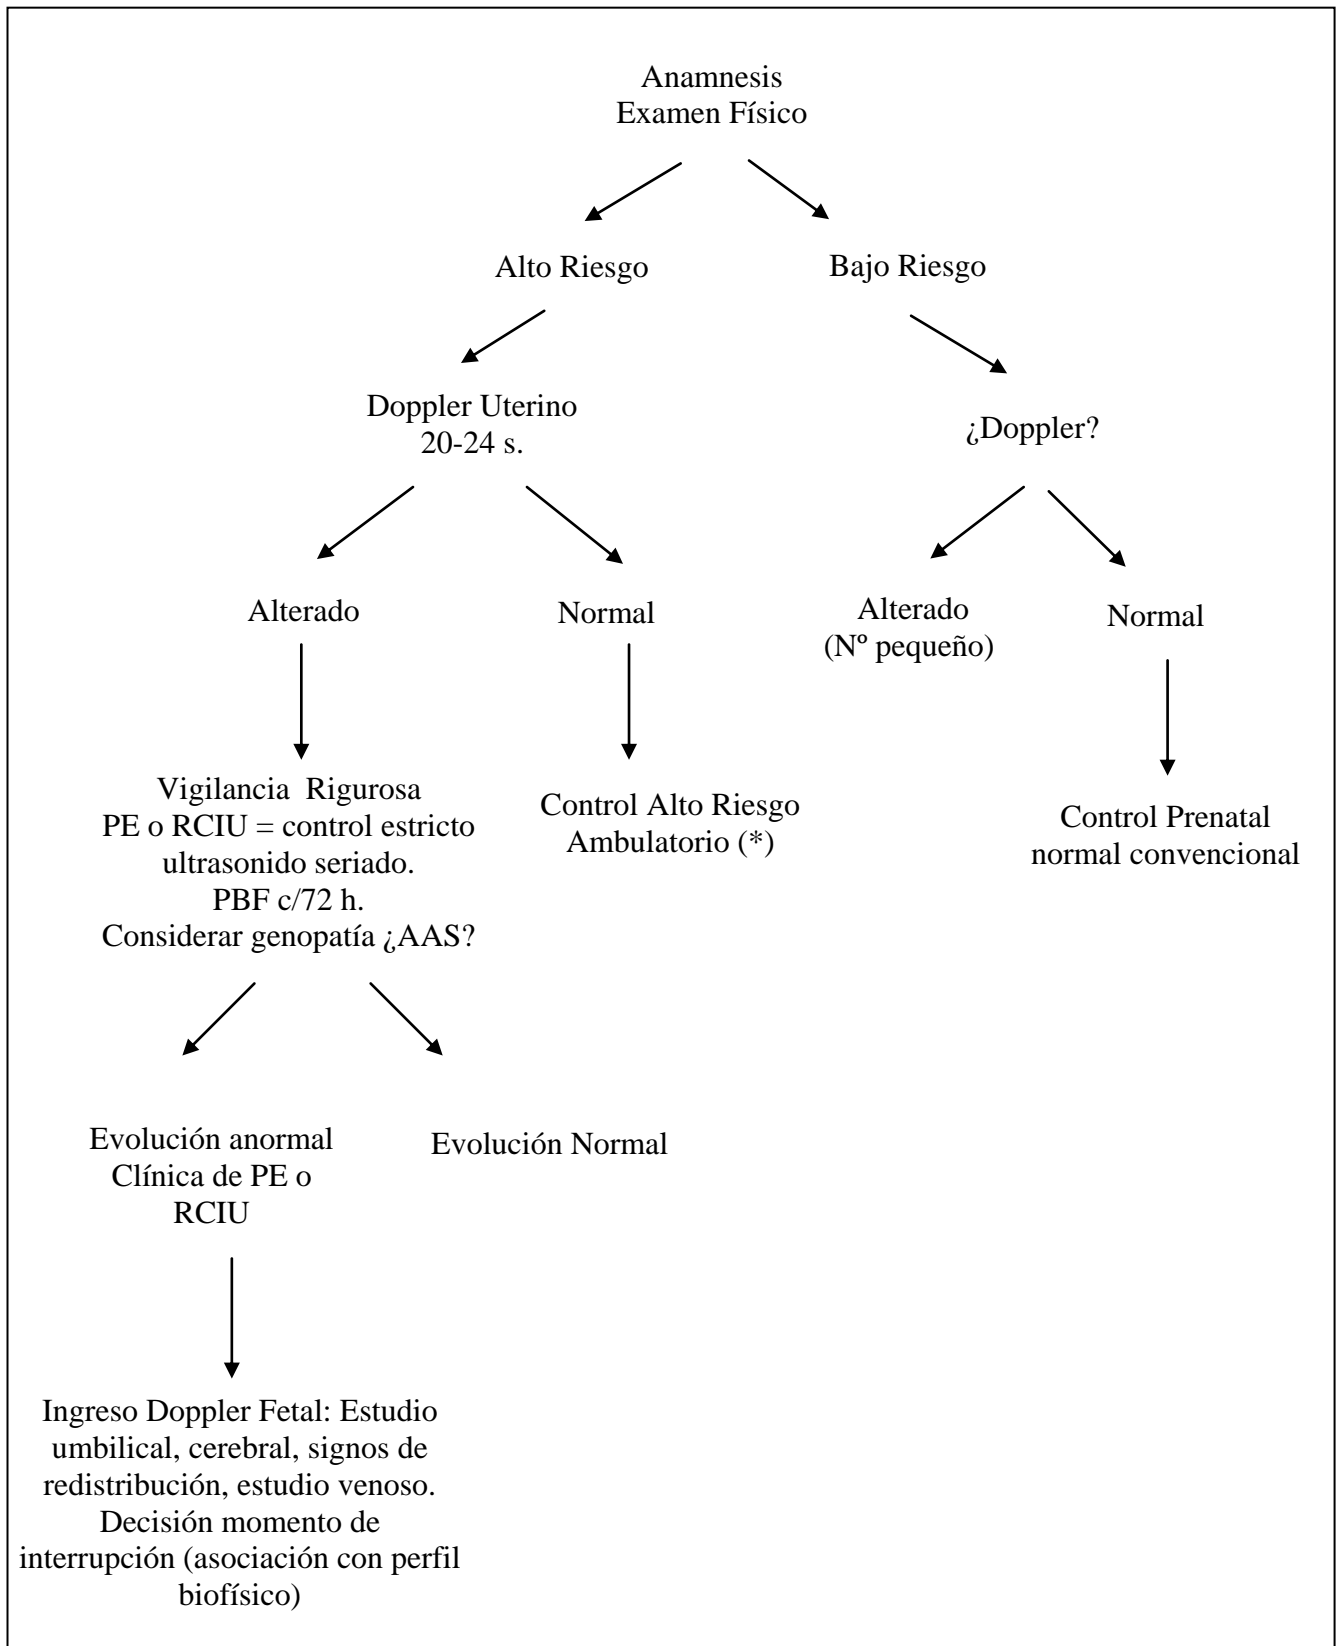 Anamnesis
Examen Físico
Alto Riesgo
Bajo Riesgo
Doppler Uterino
20-24 s.
¿Doppler?
Alterado
Normal
Alterado
(Nº pequeño)
Normal
Vigilancia Rigurosa
PE o RCIU = control estricto
ultrasonido seriado.
PBF c/72 h.
Considerar genopatía ¿AAS?
Control Alto Riesgo
Ambulatorio (*)
Control Prenatal
normal convencional
Evolución anormal
Clínica de PE o
RCIU
Evolución Normal
Ingreso Doppler Fetal: Estudio
umbilical, cerebral, signos de
redistribución, estudio venoso.
Decisión momento de
interrupción (asociación con perfil
biofísico)